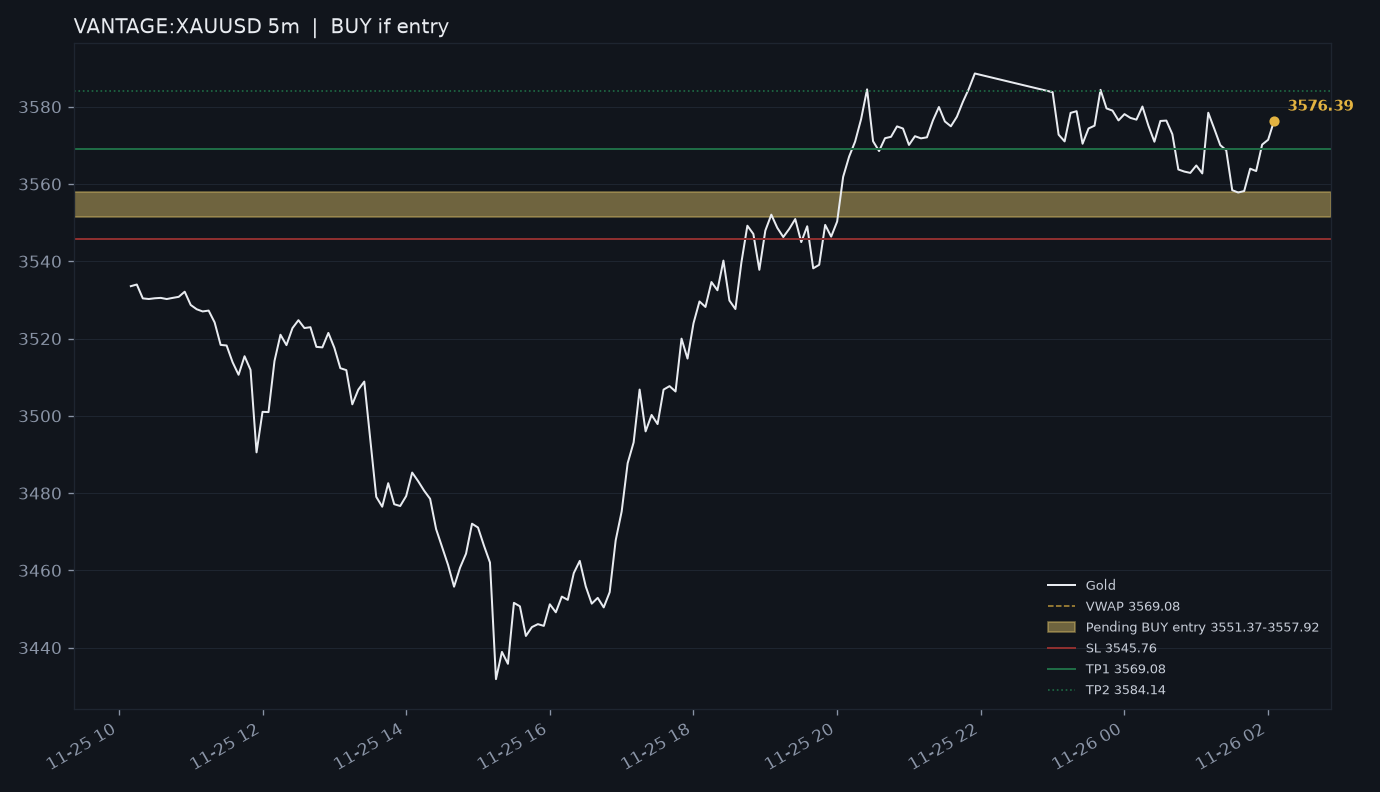 VANTAGE:XAUUSD 5m | BUY if entry
3576.39
3580
3560
3540
3520
3500
3480
3460
3440
Gold
VWAP 3569.08
Pending BUY entry 3551.37-3557.92
SL 3545.76
TP1 3569.08
TP2 3584.14
11-25 10
11-25 12
11-25 14
11-25 16
11-25 18
11-25 20
11-25 22
11-26 00
11-26 02